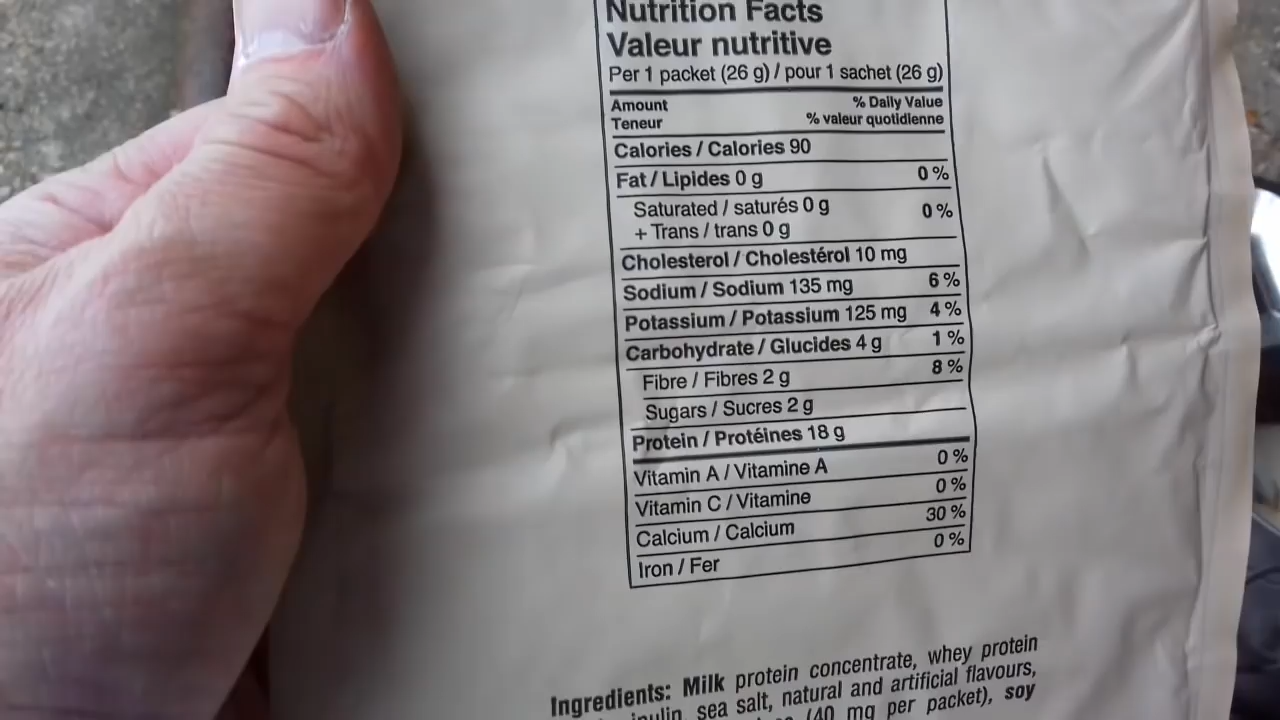 Nutrition Facts
Valeur nutritive
Per 1 packet (26 g) / pour 1 sachet (26 g)
Amount % Daily Value
Teneur % valeur quotidienne
Calories / Calories 90
Fat / Lipides 0 g 0 %
Saturated / saturés 0 g 0 %
+ Trans / trans 0 g
Cholesterol / Cholestérol 10 mg
Sodium / Sodium 135 mg 6 %
Potassium / Potassium 125 mg 4 %
Carbohydrate / Glucides 4 g 1 %
Fibre / Fibres 2 g 8 %
Sugars / Sucres 2 g
Protein / Protéines 18 g
Vitamin A / Vitamine A 0 %
Vitamin C / Vitamine 0 %
Calcium / Calcium 30 %
Iron / Fer 0 %
Ingredients: Milk protein concentrate, whey protein
sea salt, natural and artificial flavours,
(40 mg per packet), soy